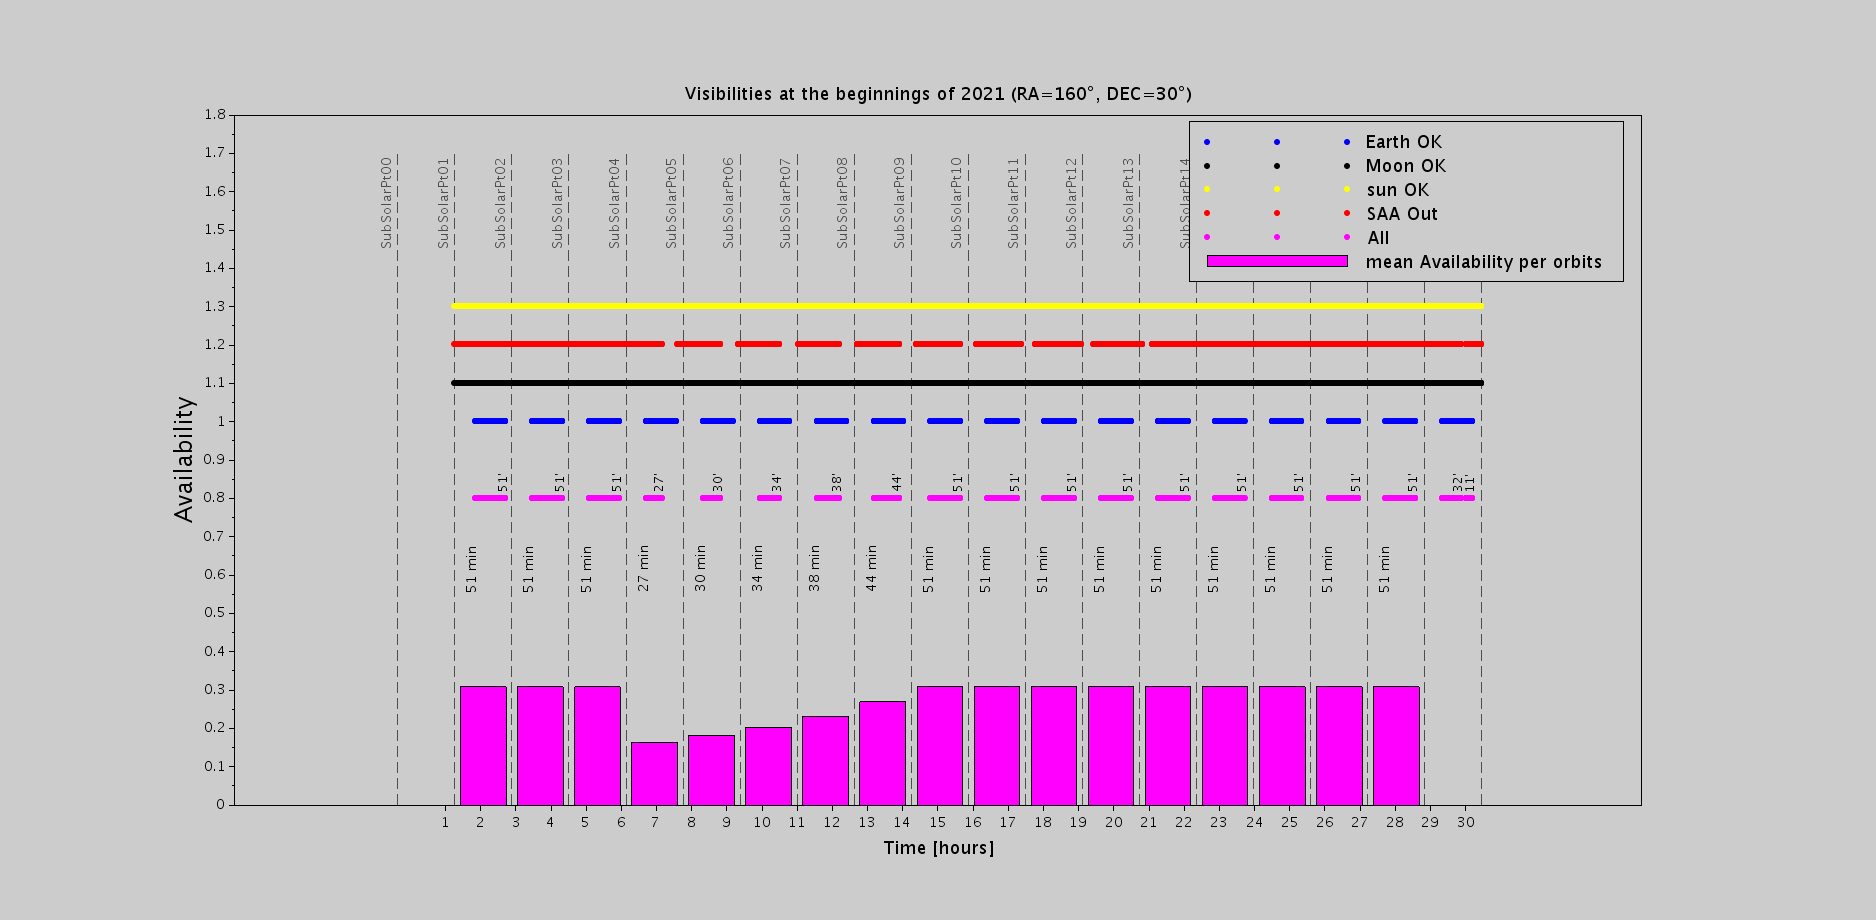 Visibilities at the beginnings of 2021 (RA=160°, DEC=30°)
Earth OK
Moon OK
sun OK
SAA Out
All
mean Availability per orbits
SubSolarPt00 SubSolarPt01 SubSolarPt02 SubSolarPt03 SubSolarPt04 SubSolarPt05 SubSolarPt06 SubSolarPt07 SubSolarPt08 SubSolarPt09 SubSolarPt10 SubSolarPt11 SubSolarPt12 SubSolarPt13 SubSolarPt14
1.8
1.7
1.6
1.5
1.4
1.3
1.2
1.1
1
0.9
0.8
0.7
0.6
0.5
0.4
0.3
0.2
0.1
0
Availability
51' 51' 51' 27' 30' 34' 38' 44' 51' 51' 51' 51' 51' 51' 51' 51' 51' 32' 11'
51 min 51 min 51 min 27 min 30 min 34 min 38 min 44 min 51 min 51 min 51 min 51 min 51 min 51 min 51 min 51 min 51 min
1 2 3 4 5 6 7 8 9 10 11 12 13 14 15 16 17 18 19 20 21 22 23 24 25 26 27 28 29 30
Time [hours]